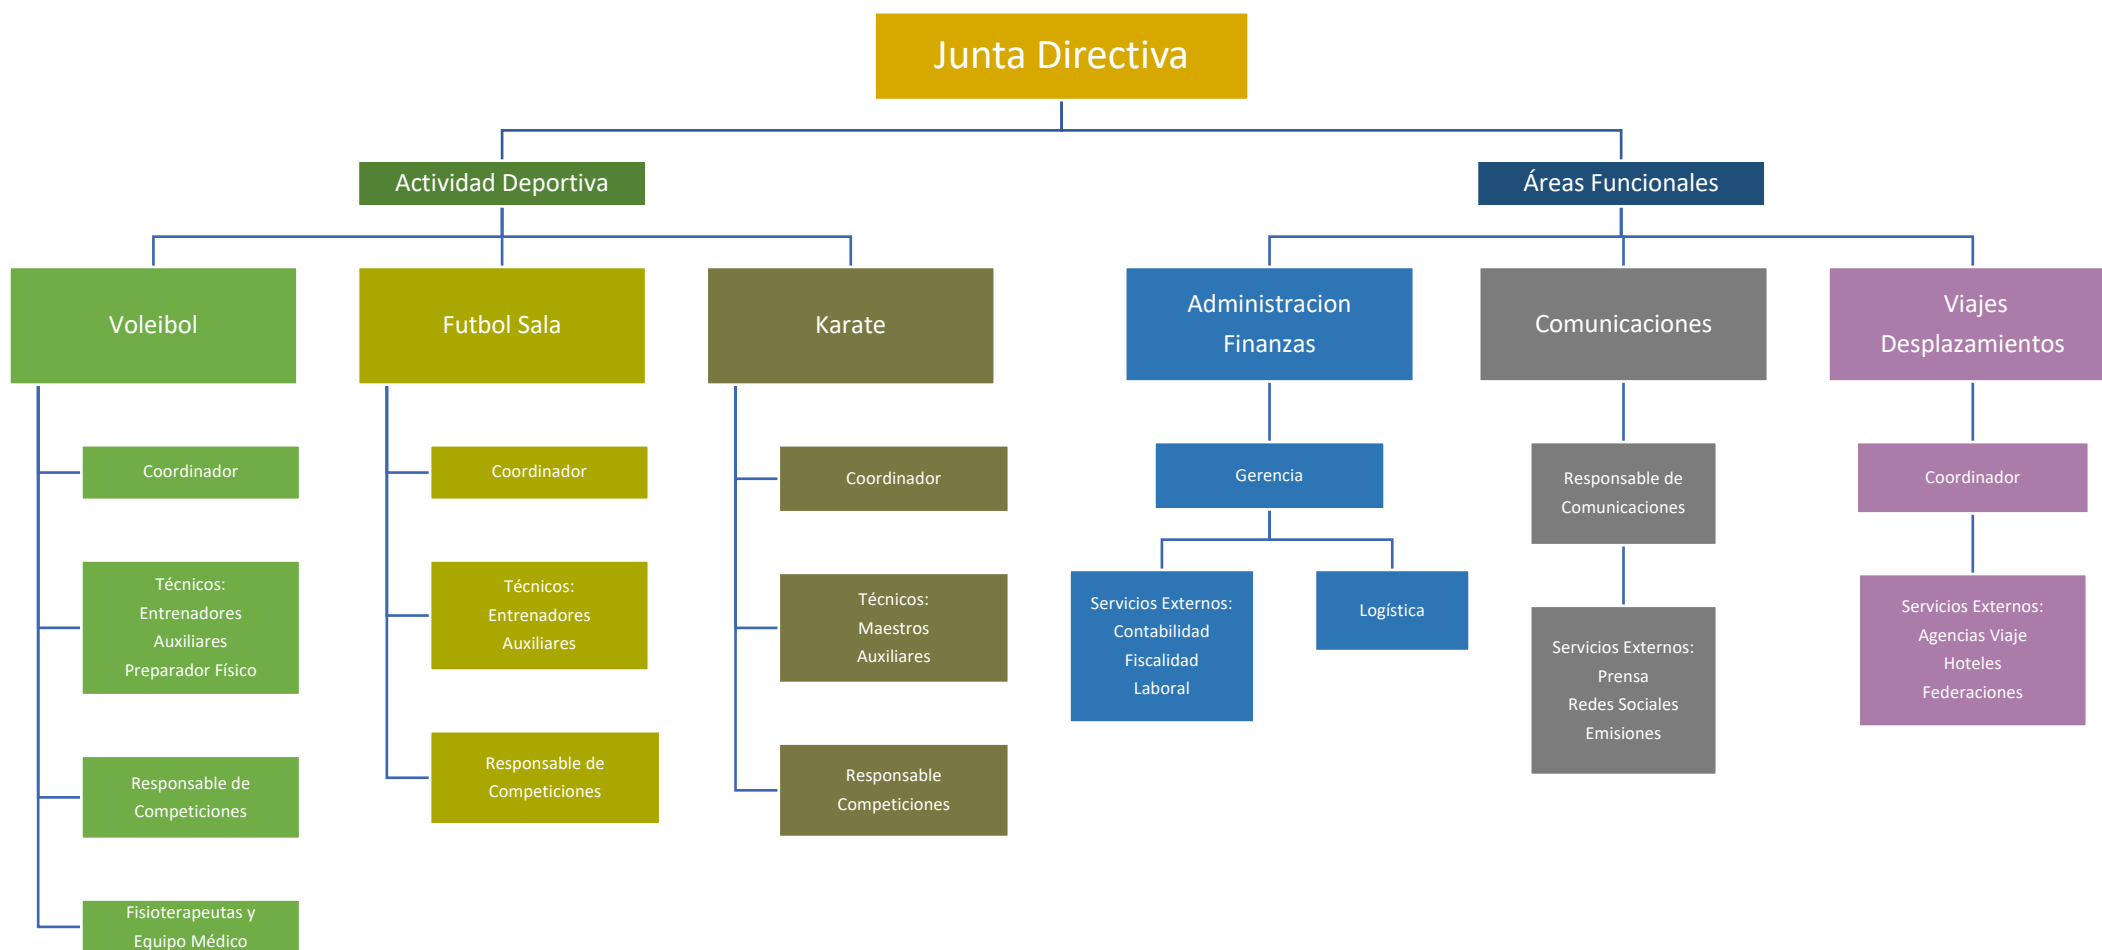 Junta Directiva
Actividad Deportiva
Áreas Funcionales
Voleibol
Futbol Sala
Karate
Administracion
Finanzas
Comunicaciones
Viajes
Desplazamientos
Coordinador
Técnicos:
Entrenadores
Auxiliares
Preparador Físico
Responsable de
Competiciones
Fisioterapeutas y
Equipo Médico
Coordinador
Técnicos:
Entrenadores
Auxiliares
Responsable de
Competiciones
Coordinador
Técnicos:
Maestros
Auxiliares
Responsable
Competiciones
Gerencia
Servicios Externos:
Contabilidad
Fiscalidad
Laboral
Logística
Responsable de
Comunicaciones
Servicios Externos:
Prensa
Redes Sociales
Emisiones
Coordinador
Servicios Externos:
Agencias Viaje
Hoteles
Federaciones